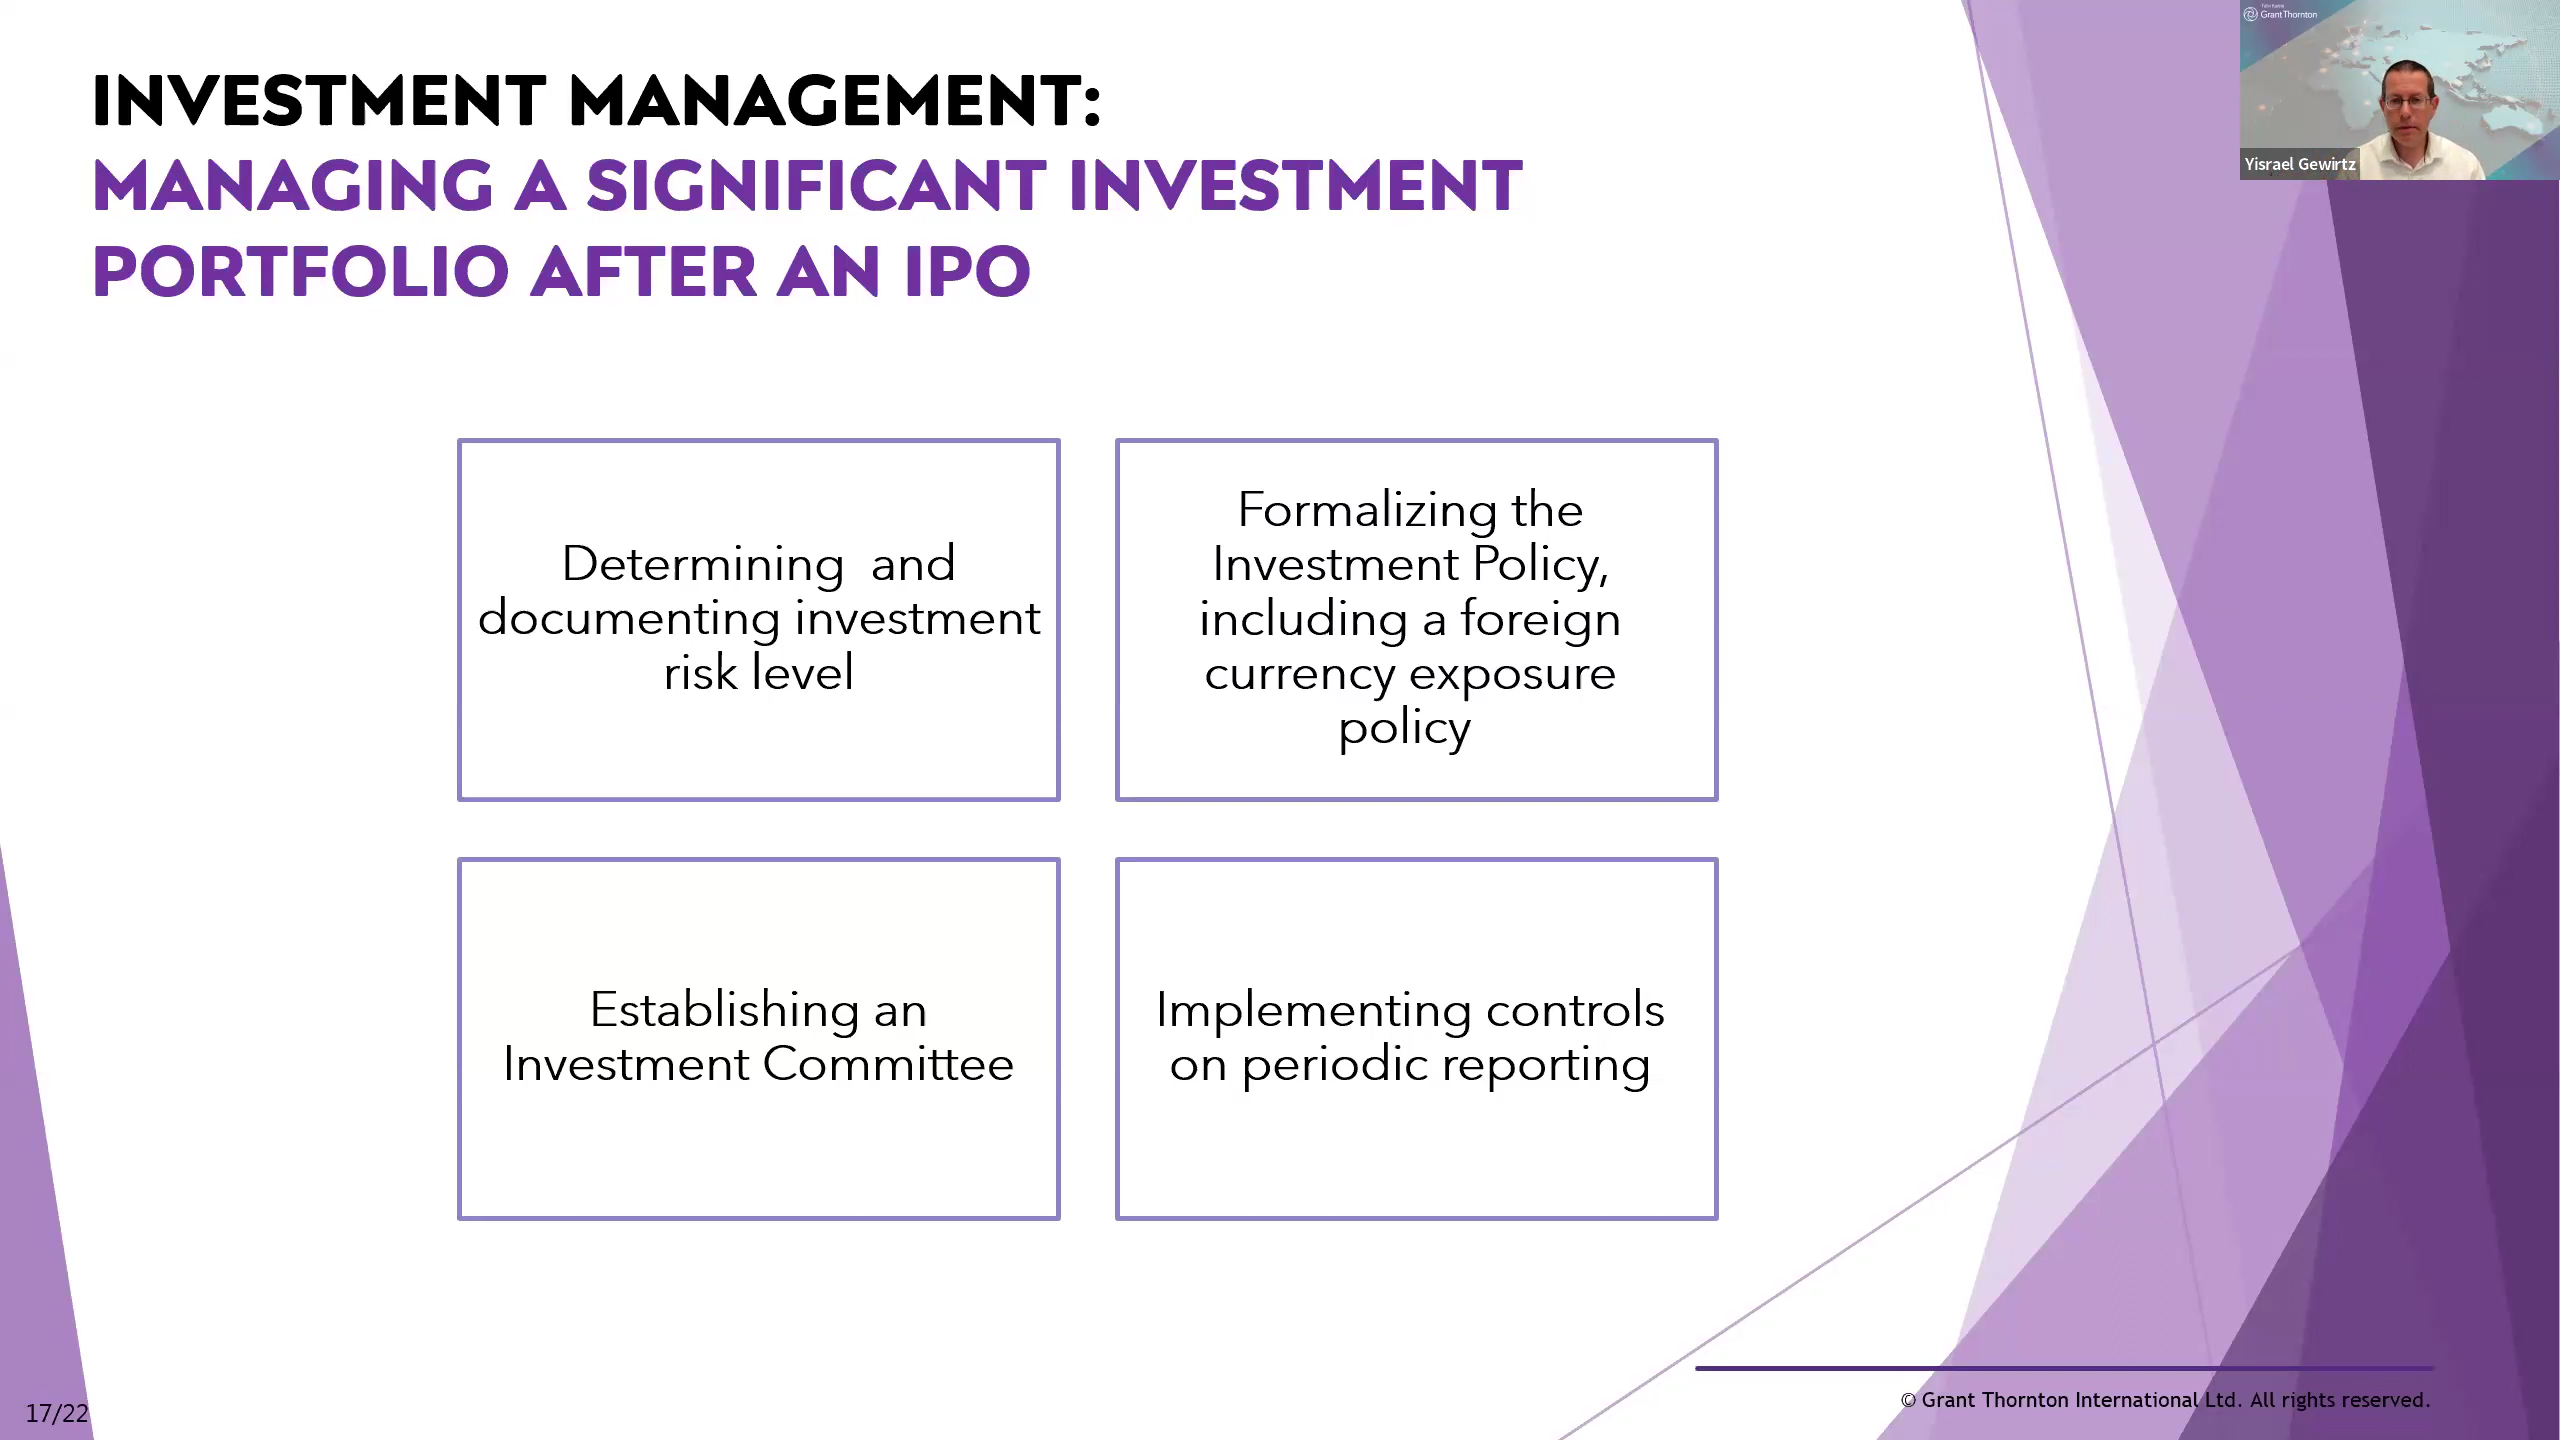 INVESTMENT MANAGEMENT:
MANAGING A SIGNIFICANT INVESTMENT
PORTFOLIO AFTER AN IPO
GrantThornton
Yisrael Gewirtz
Determining  and
documenting investment
risk level
Formalizing the
Investment Policy,
including a foreign
currency exposure
policy
Establishing an
Investment Committee
Implementing controls
on periodic reporting
17/22
© Grant Thornton International Ltd. All rights reserved.